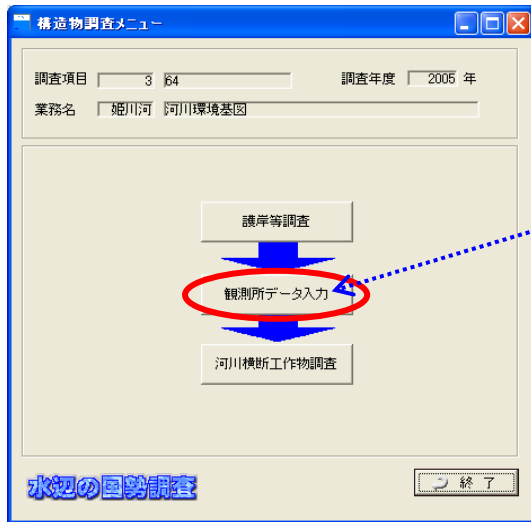 構造物調査メニュー
調査項目 3 64 調査年度 2005 年
業務名 姫川河 河川環境基図
護岸等調査
観測所データ入力
河川横断工作物調査
水辺の国勢調査 終 了